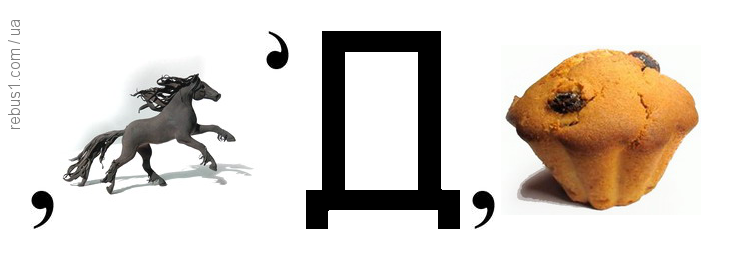 rebus1.com/ua
, ’ Д ,